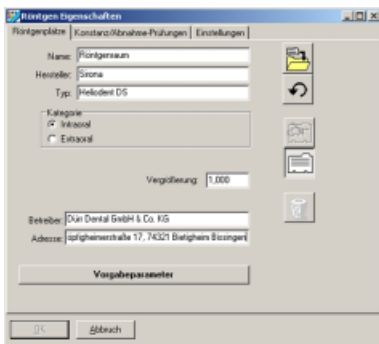 Röntgen Eigenschaften
Röntgenplätze Konstanz/Abnahme-Prüfungen Einstellungen
Name: Röntgenraum
Hersteller: Sirona
Typ: Heliodent DS
Kategorie
Intraoral
Extraoral
Vergrößerung: 1,000
Betreiber: Dürr Dental GmbH & Co. KG
Adresse: öpfigheimerstraße 17, 74321 Bietigheim Bissingen
Vorgabeparameter
OK Abbruch